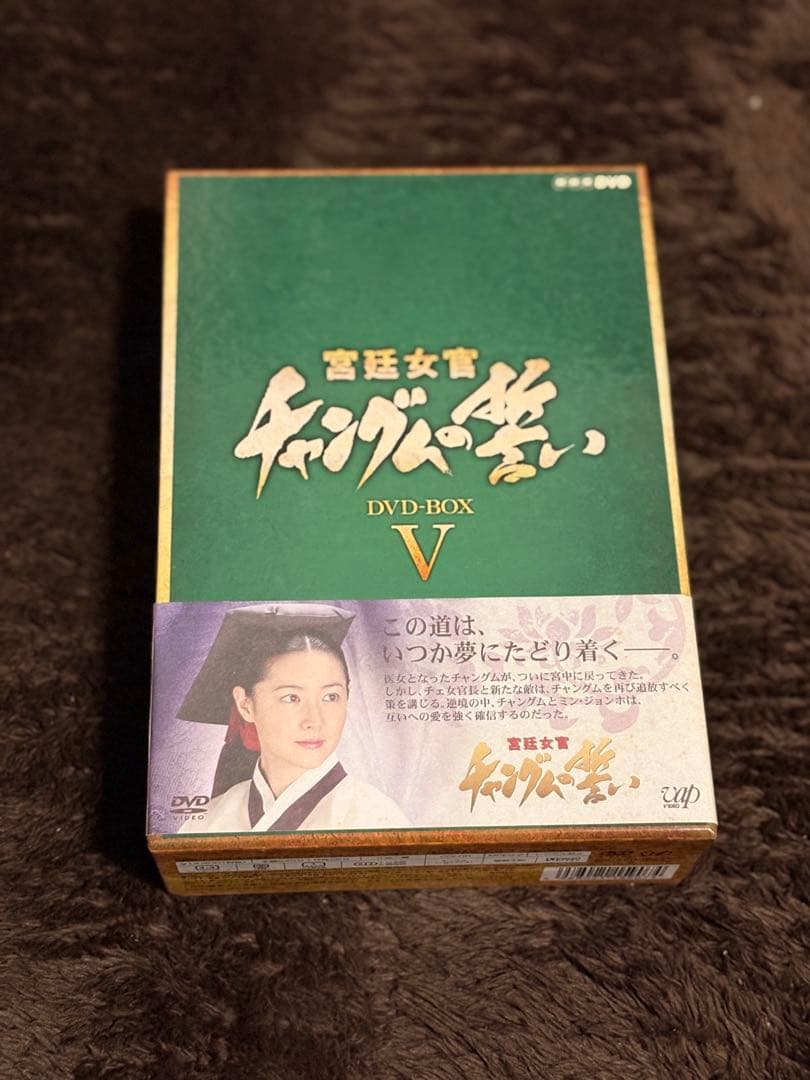 NHK DVD
宮廷女官
チャングムの誓い
DVD-BOX
V
この道は、
いつか夢にたどり着く――。
医女となったチャングムが、ついに宮中に戻ってきた。
しかし、チェ女官長と新たな敵は、チャングムを再び追放すべく
策を講じる。逆境の中、チャングムとミン・ジョンホは、
互いへの愛を強く確信するのだった。
宮廷女官
チャングムの誓い
DVD
VIDEO
vap
VIDEO